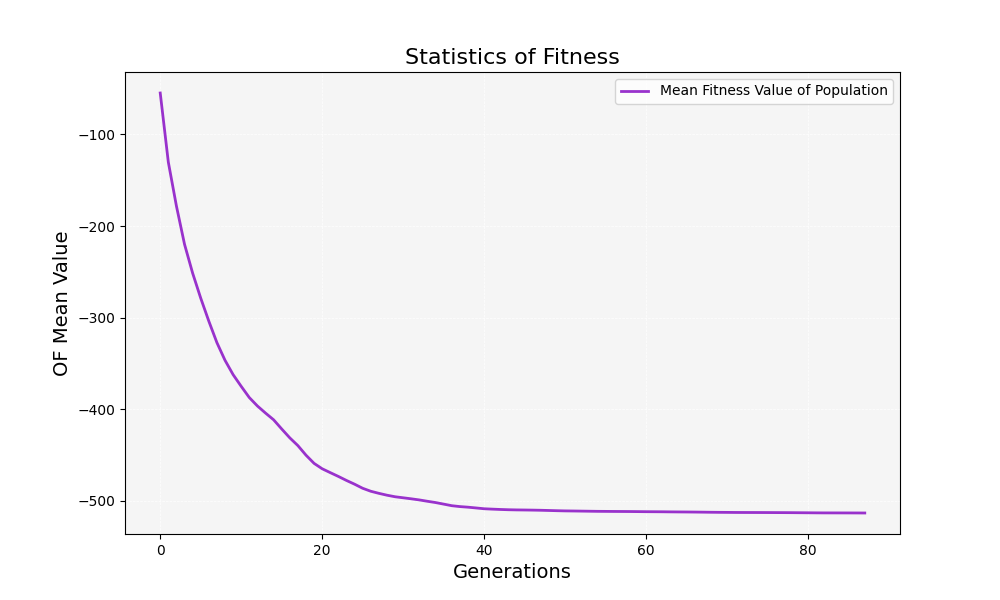 Statistics of Fitness
Mean Fitness Value of Population
OF Mean Value
−100
−200
−300
−400
−500
0 20 40 60 80
Generations